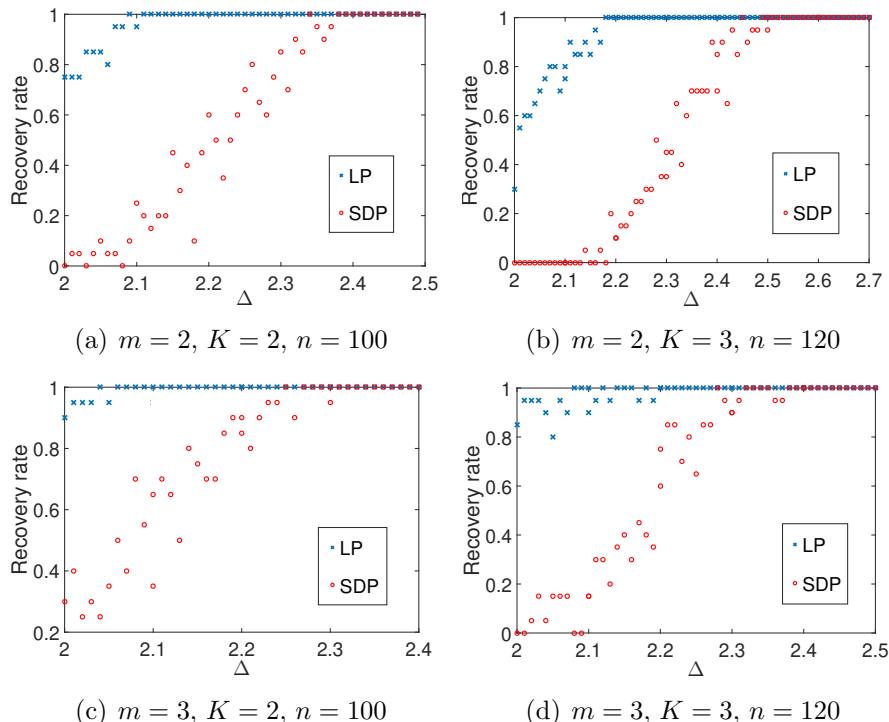 1
0.8
0.6
0.4
0.2
0
Recovery rate
LP
SDP
2 2.1 2.2 2.3 2.4 2.5
Δ
(a) m = 2, K = 2, n = 100
1
0.8
0.6
0.4
0.2
0
Recovery rate
LP
SDP
2 2.1 2.2 2.3 2.4 2.5 2.6 2.7
Δ
(b) m = 2, K = 3, n = 120
1
0.8
0.6
0.4
0.2
Recovery rate
LP
SDP
2 2.1 2.2 2.3 2.4
Δ
(c) m = 3, K = 2, n = 100
1
0.8
0.6
0.4
0.2
0
Recovery rate
LP
SDP
2 2.1 2.2 2.3 2.4 2.5
Δ
(d) m = 3, K = 3, n = 120